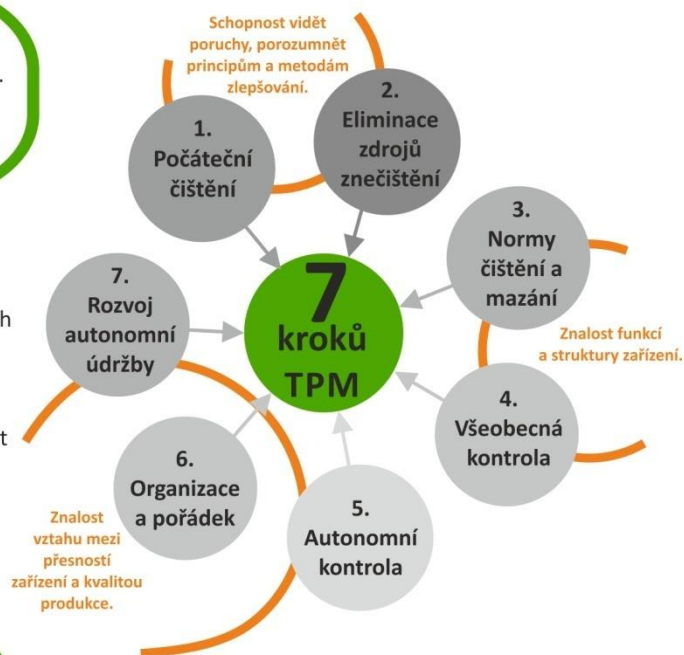 Schopnost vidět
poruchy, porozumnět
principům a metodám
zlepšování.
1.
Počáteční
čištění
2.
Eliminace
zdrojů
znečištění
3.
Normy
čištění a
mazání
Znalost funkcí
a struktury zařízení.
4.
Všeobecná
kontrola
5.
Autonomní
kontrola
6.
Organizace
a pořádek
Znalost
vztahu mezi
přesností
zařízení a kvalitou
produkce.
7.
Rozvoj
autonomní
údržby
7
kroků
TPM